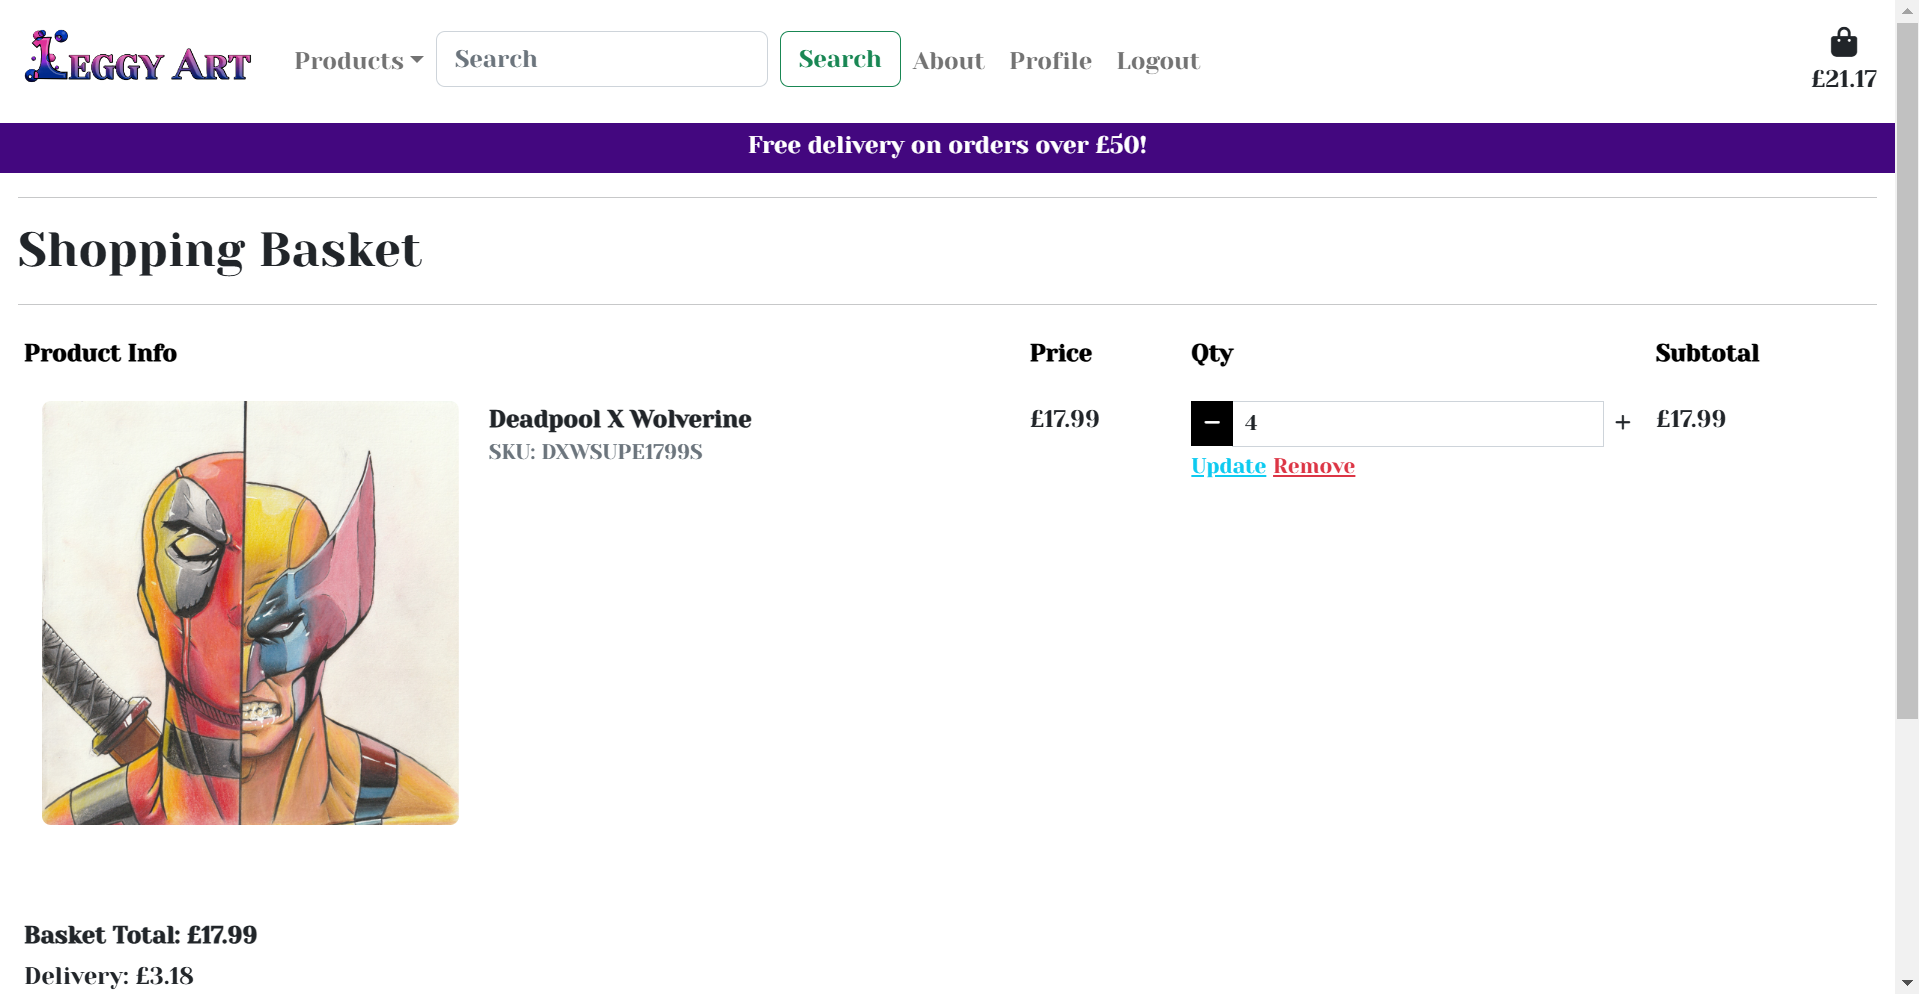 Leggy Art
Products Search Search About Profile Logout
£21.17
Free delivery on orders over £50!
Shopping Basket
Product Info Price Qty Subtotal
Deadpool X Wolverine £17.99 − 4 + £17.99
SKU: DXWSUPE1799S
Update Remove
Basket Total: £17.99
Delivery: £3.18